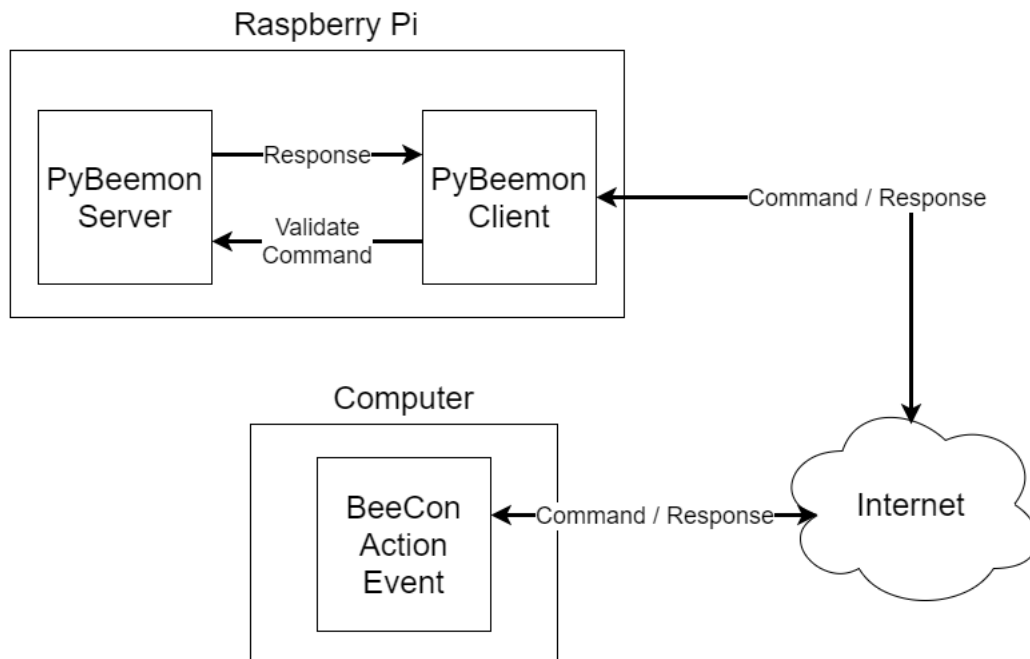 Raspberry Pi
PyBeemon
Server
Response
Validate
Command
PyBeemon
Client
Command / Response
Computer
BeeCon
Action
Event
Command / Response
Internet